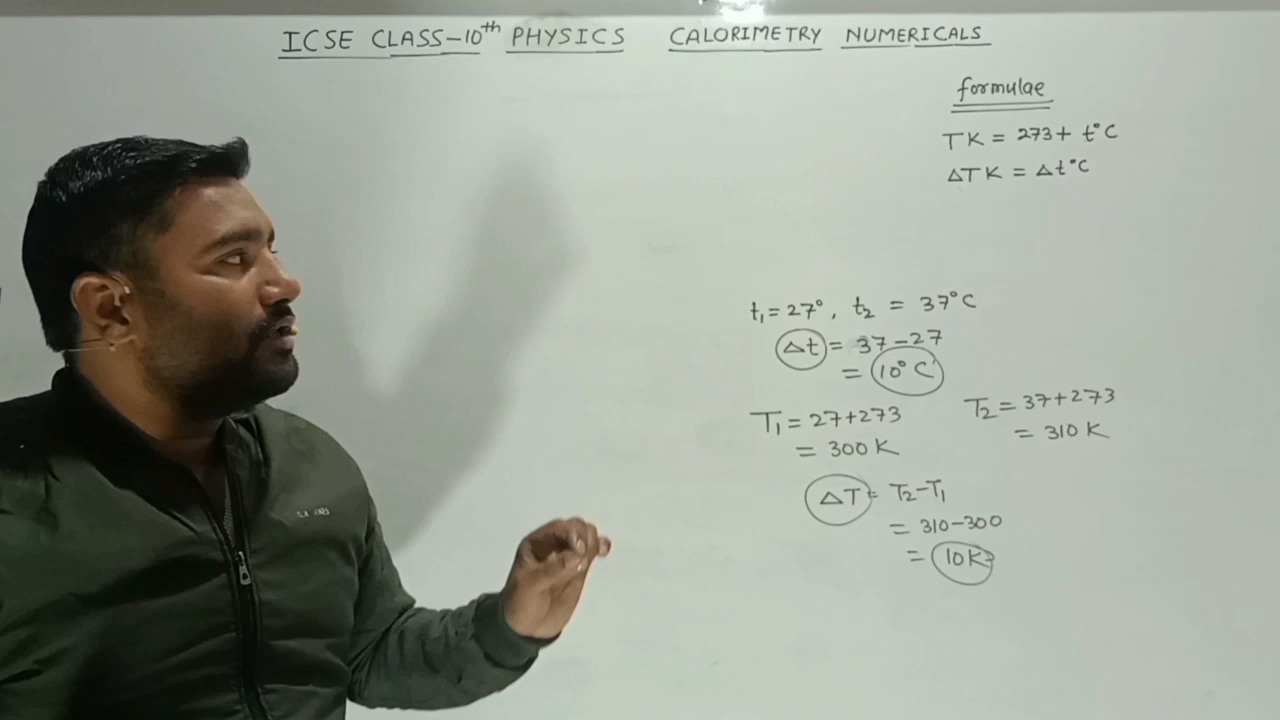 ICSE CLASS-10th PHYSICS CALORIMETRY NUMERICALS
formulae
TK = 273 + t°C
ΔTK = Δt°C
t₁ = 27°, t₂ = 37°C
Δt = 37-27
= 10°C
T₁ = 27+273
= 300 K
T₂ = 37+273
= 310 K
ΔT = T₂-T₁
= 310-300
= 10K